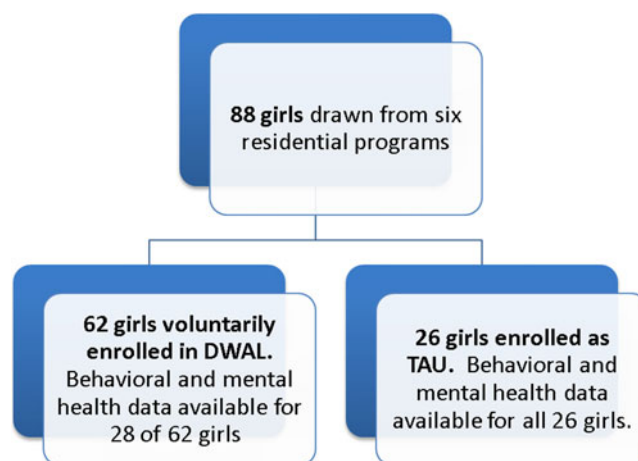 88 girls drawn from six
residential programs
62 girls voluntarily
enrolled in DWAL.
Behavioral and mental
health data available for
28 of 62 girls
26 girls enrolled as
TAU. Behavioral and
mental health data
available for all 26 girls.